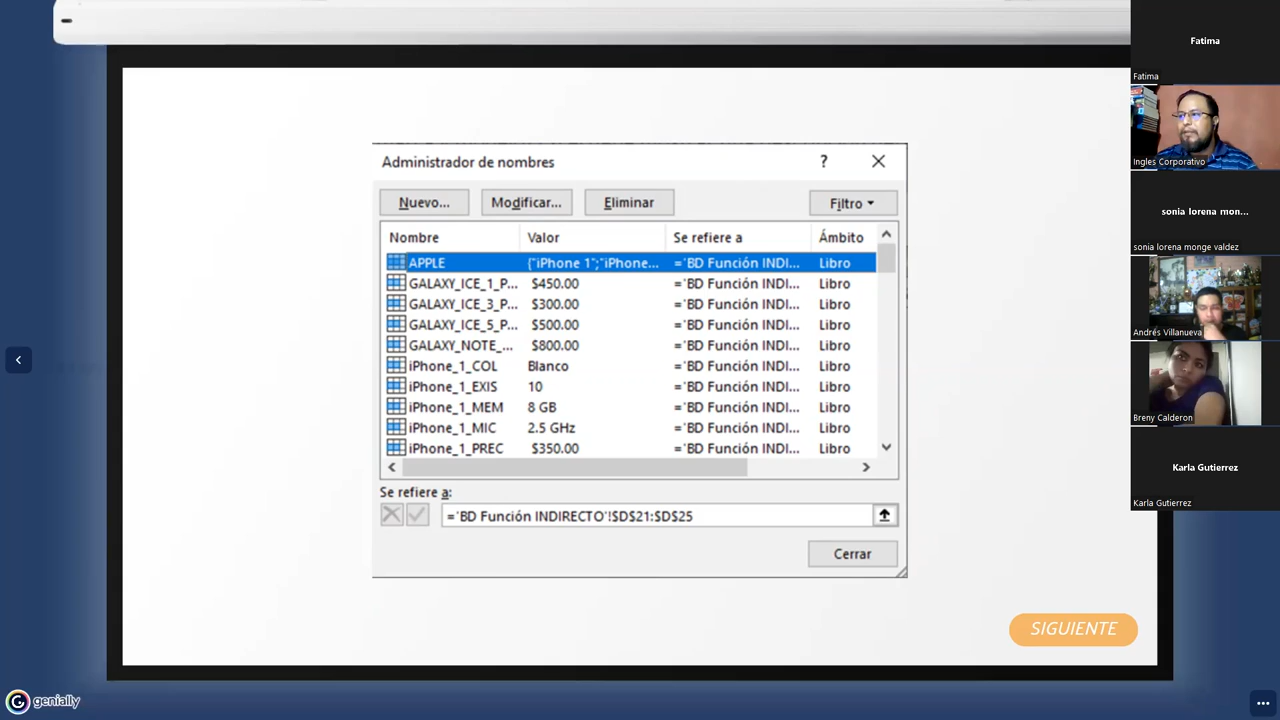 Administrador de nombres
?
Nuevo...
Modificar...
Eliminar
Filtro
Nombre Valor Se refiere a Ámbito
APPLE {"iPhone 1";"iPhone... ='BD Función INDI... Libro
GALAXY_ICE_1_P... $450.00 ='BD Función INDI... Libro
GALAXY_ICE_3_P... $300.00 ='BD Función INDI... Libro
GALAXY_ICE_5_P... $500.00 ='BD Función INDI... Libro
GALAXY_NOTE_... $800.00 ='BD Función INDI... Libro
iPhone_1_COL Blanco ='BD Función INDI... Libro
iPhone_1_EXIS 10 ='BD Función INDI... Libro
iPhone_1_MEM 8 GB ='BD Función INDI... Libro
iPhone_1_MIC 2.5 GHz ='BD Función INDI... Libro
iPhone_1_PREC $350.00 ='BD Función INDI... Libro
Se refiere a:
='BD Función INDIRECTO'!$D$21:$D$25
Cerrar
SIGUIENTE
genially
Fatima
Fatima
Ingles Corporativo
sonia lorena mon...
sonia lorena monge valdez
Andrés Villanueva
Breny Calderon
Karla Gutierrez
Karla Gutierrez